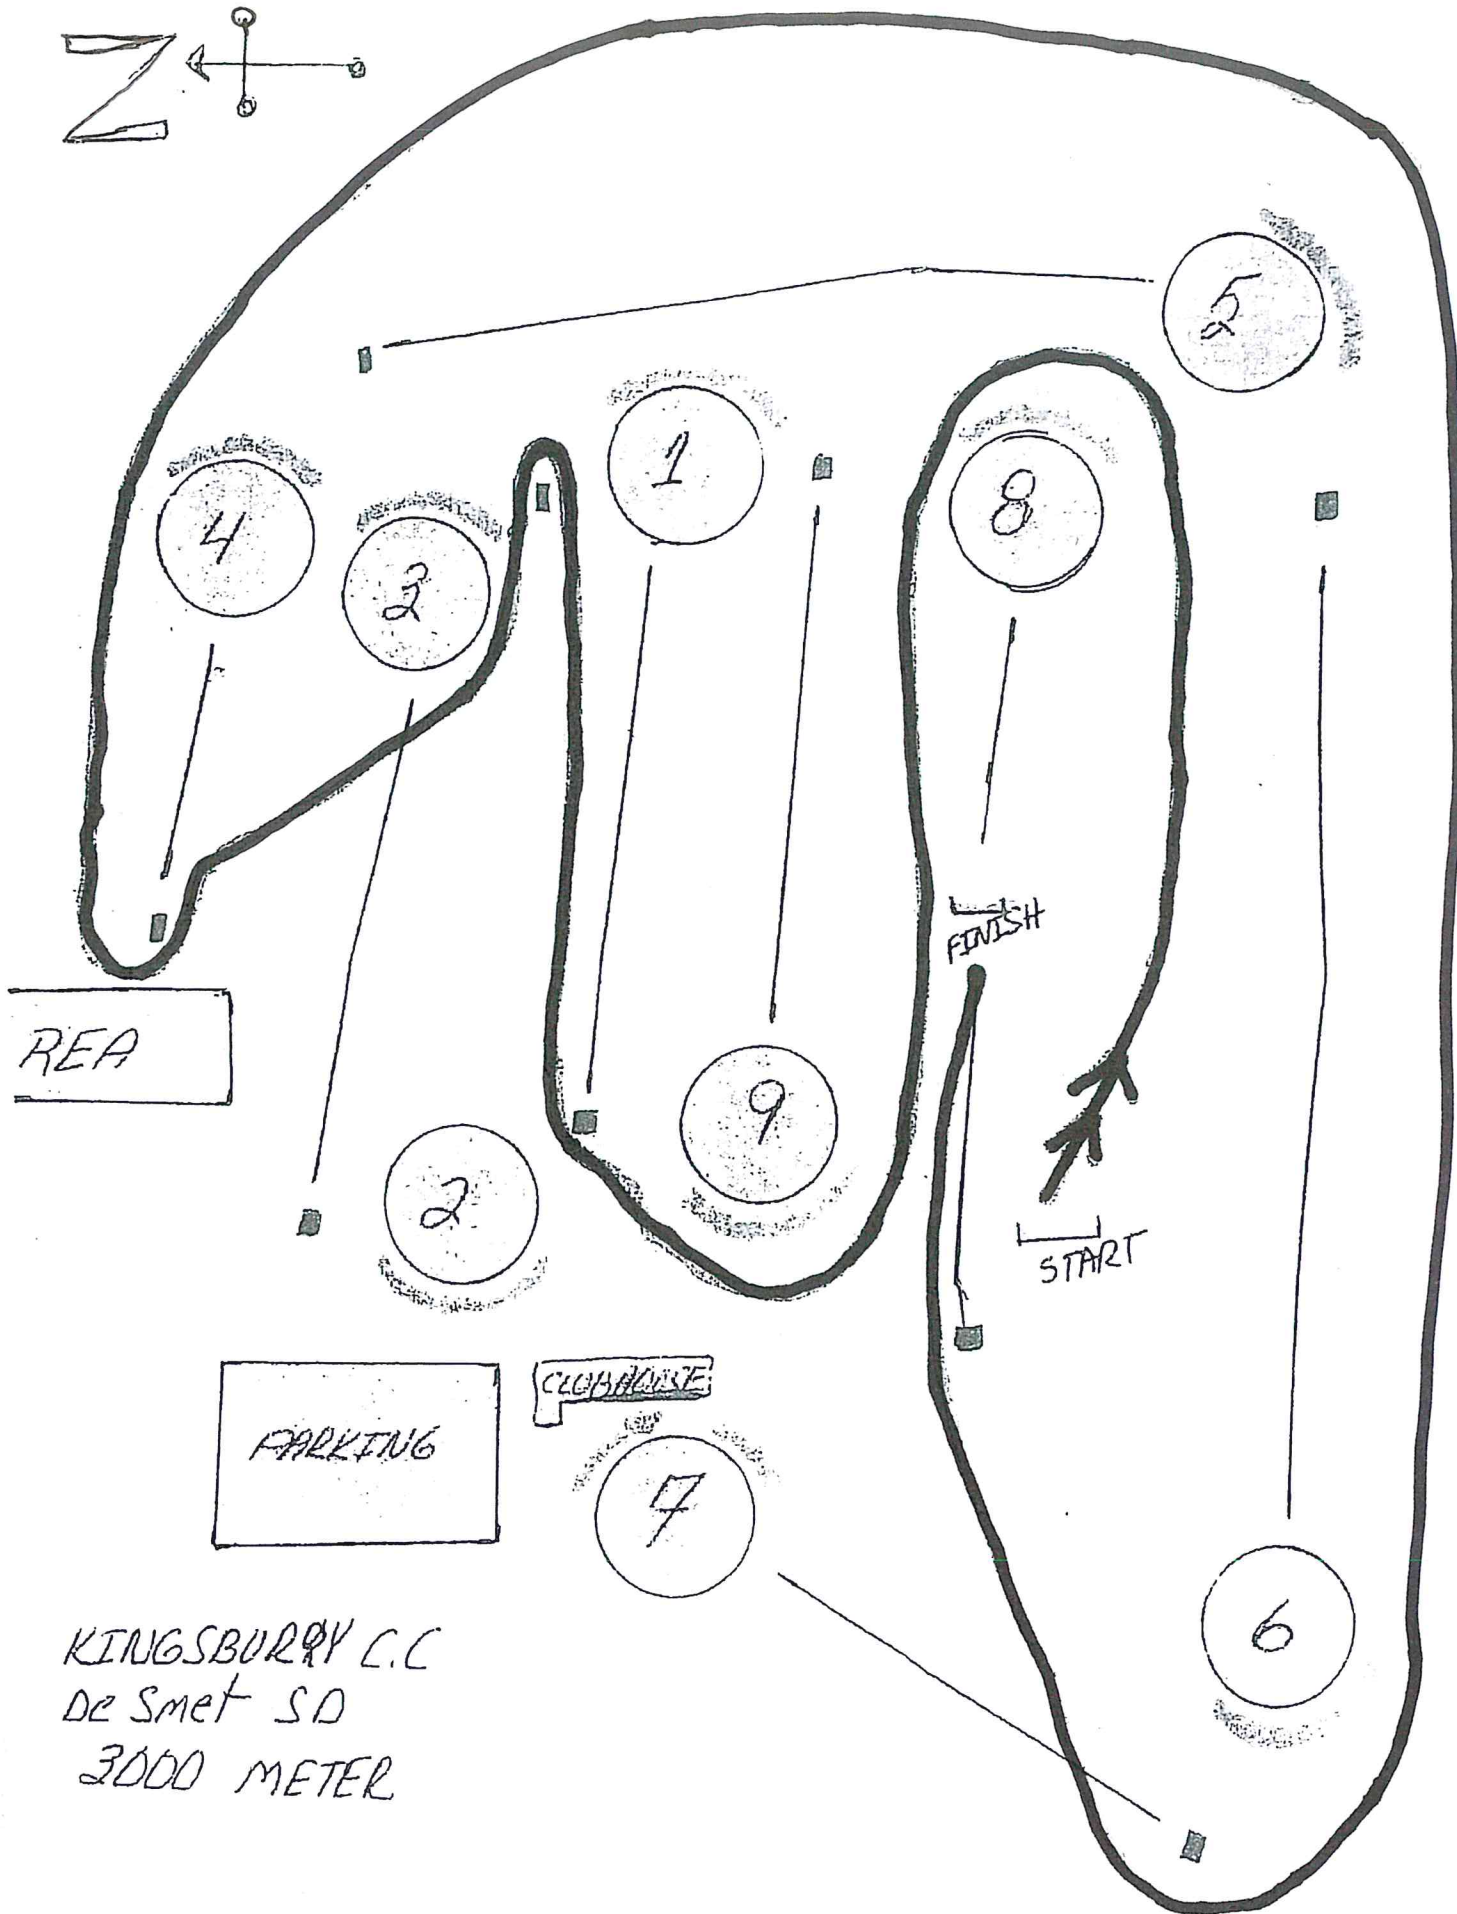 N
5
1
8
4
3
FINISH
REA
9
2
START
CLUBHOUSE
PARKING
7
6
KINGSBURRY C.C
De Smet SD
3000 METER